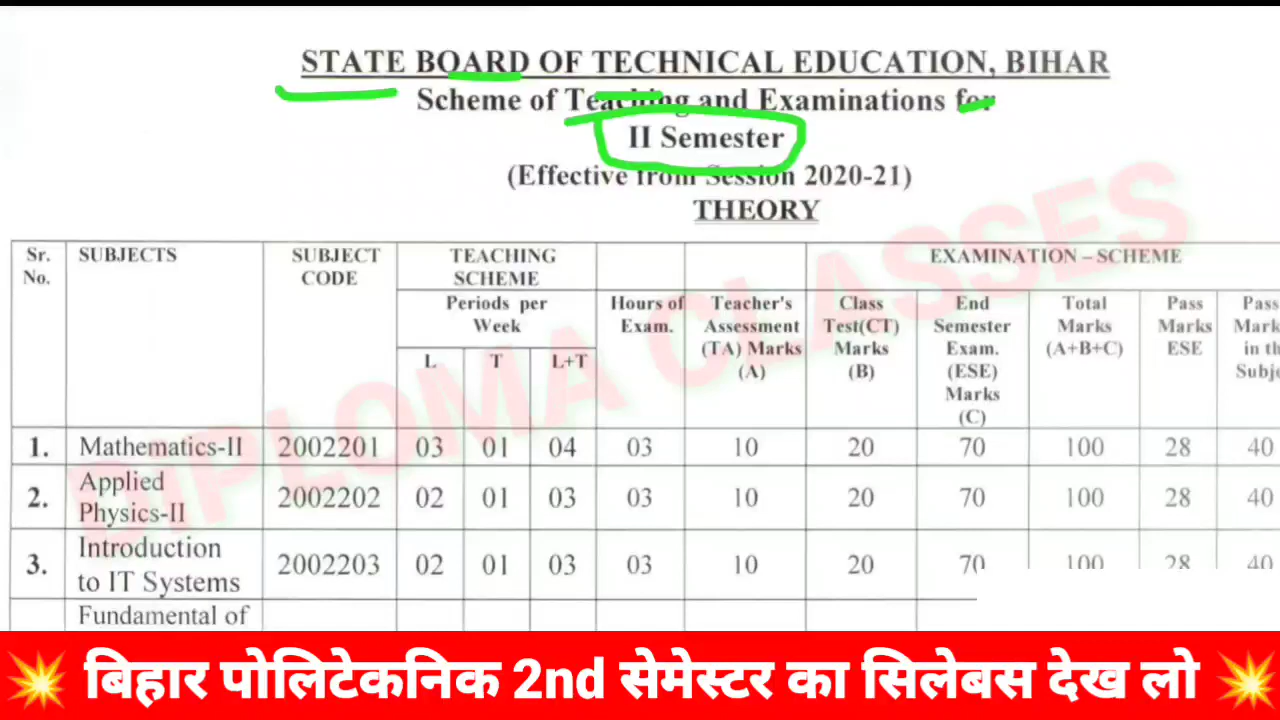 STATE BOARD OF TECHNICAL EDUCATION, BIHAR
Scheme of Teaching and Examinations for
II Semester
(Effective from Session 2020-21)
THEORY
DIPLOMA CLASSES
Sr. No. SUBJECTS SUBJECT CODE TEACHING SCHEME EXAMINATION – SCHEME
Periods per Week Hours of Exam. Teacher's Assessment (TA) Marks (A) Class Test(CT) Marks (B) End Semester Exam. (ESE) Marks (C) Total Marks (A+B+C) Pass Marks ESE Pass in
L T L+T
1. Mathematics-II 2002201 03 01 04 03 10 20 70 100 28 40
2. Applied Physics-II 2002202 02 01 03 03 10 20 70 100 28 40
3. Introduction to IT Systems 2002203 02 01 03 03 10 20 70 100 28 40
Fundamental of
💥 बिहार पोलिटेकनिक 2nd सेमेस्टर का सिलेबस देख लो 💥